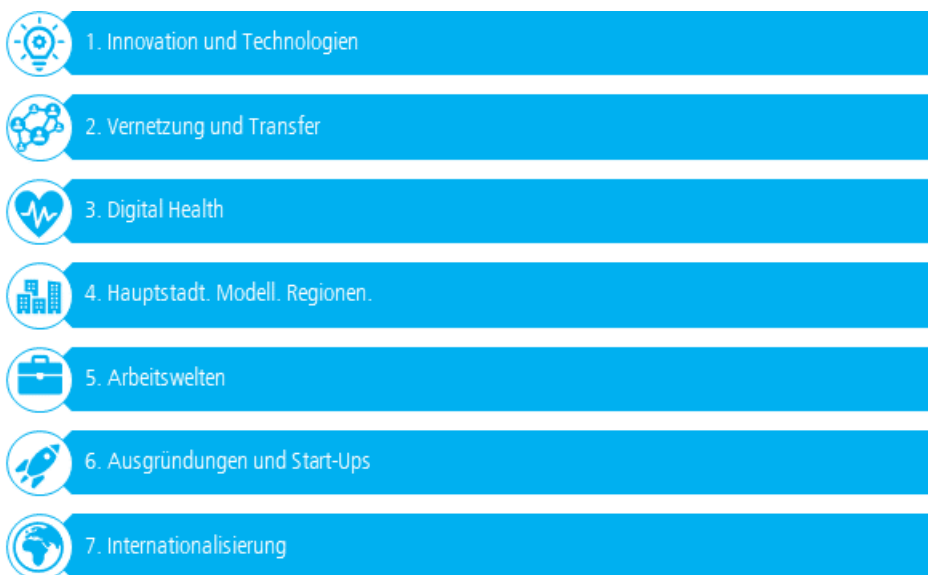 1. Innovation und Technologien
2. Vernetzung und Transfer
3. Digital Health
4. Hauptstadt. Modell. Regionen.
5. Arbeitswelten
6. Ausgründungen und Start-Ups
7. Internationalisierung